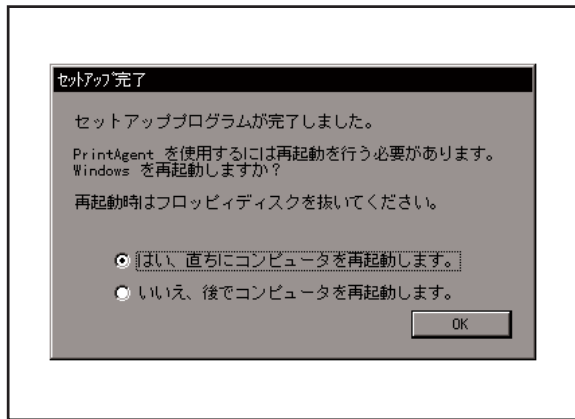 ｾｯﾄｱｯﾌﾟ完了
セットアッププログラムが完了しました。
PrintAgent を使用するには再起動を行う必要があります。
Windows を再起動しますか？
再起動時はフロッピィディスクを抜いてください。
はい、直ちにコンピュータを再起動します。
いいえ、後でコンピュータを再起動します。
OK